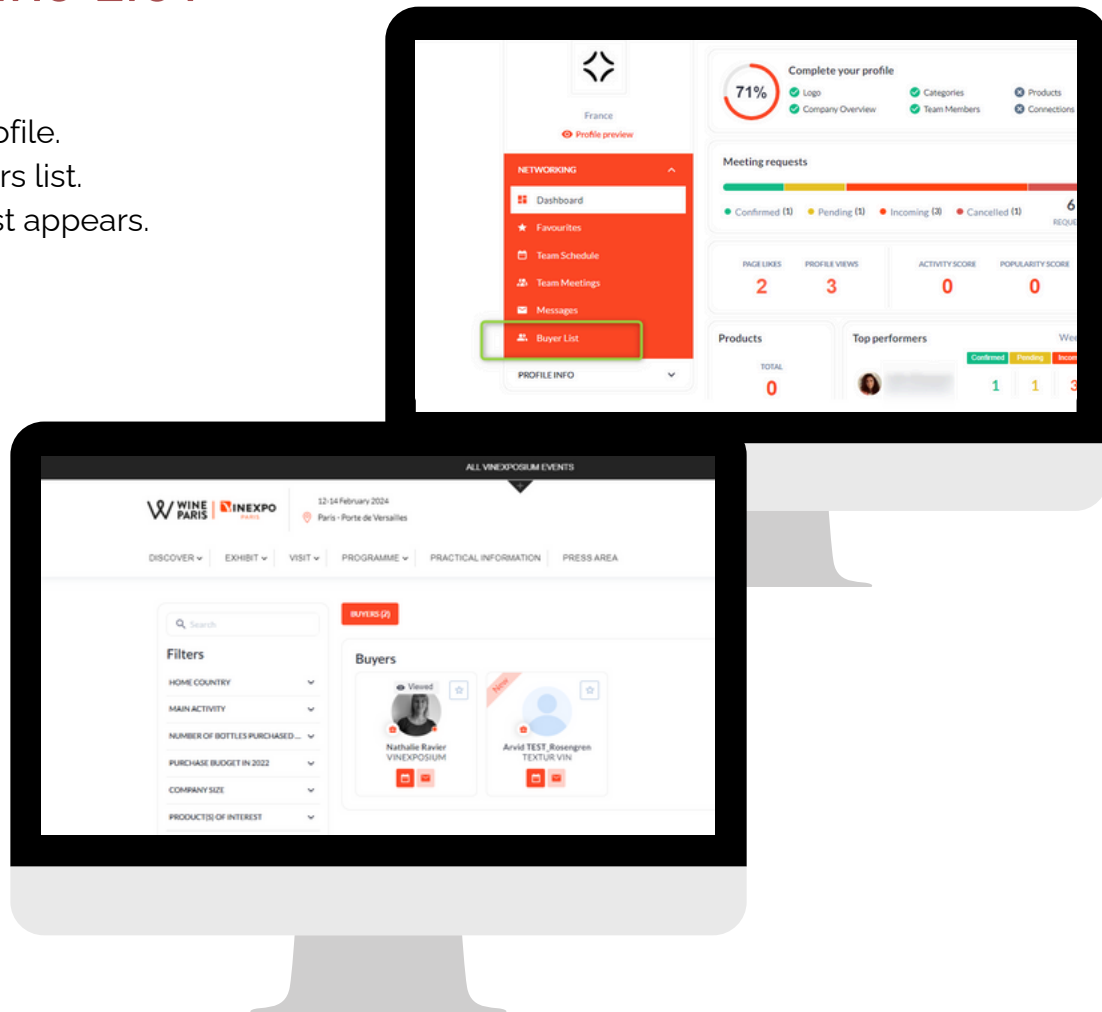 ofile.
rs list.
st appears.
71%
Complete your profile
Logo
Categories
Products
Company Overview
Team Members
Connections
France
Profile preview
NETWORKING
Dashboard
Favourites
Team Schedule
Team Meetings
Messages
Buyer List
PROFILE INFO
Meeting requests
Confirmed (1) Pending (1) Incoming (3) Cancelled (1)
6
REQUE
PAGE LIKES PROFILE VIEWS ACTIVITY SCORE POPULARITY SCORE
2 3 0 0
Products
TOTAL
0
Top performers
Wee
Confirmed Pending Incom
1 1 3
ALL VINEXPOSIUM EVENTS
WINE PARIS
VINEXPO PARIS
12-14 February 2024
Paris - Porte de Versailles
DISCOVER EXHIBIT VISIT PROGRAMME PRACTICAL INFORMATION PRESS AREA
Search
Filters
HOME COUNTRY
MAIN ACTIVITY
NUMBER OF BOTTLES PURCHASED ...
PURCHASE BUDGET IN 2022
COMPANY SIZE
PRODUCT(S) OF INTEREST
BUYERS (2)
Buyers
Viewed
Nathalie Ravier
VINEXPOSIUM
New
Arvid TEST_Rosengren
TEXTUR VIN